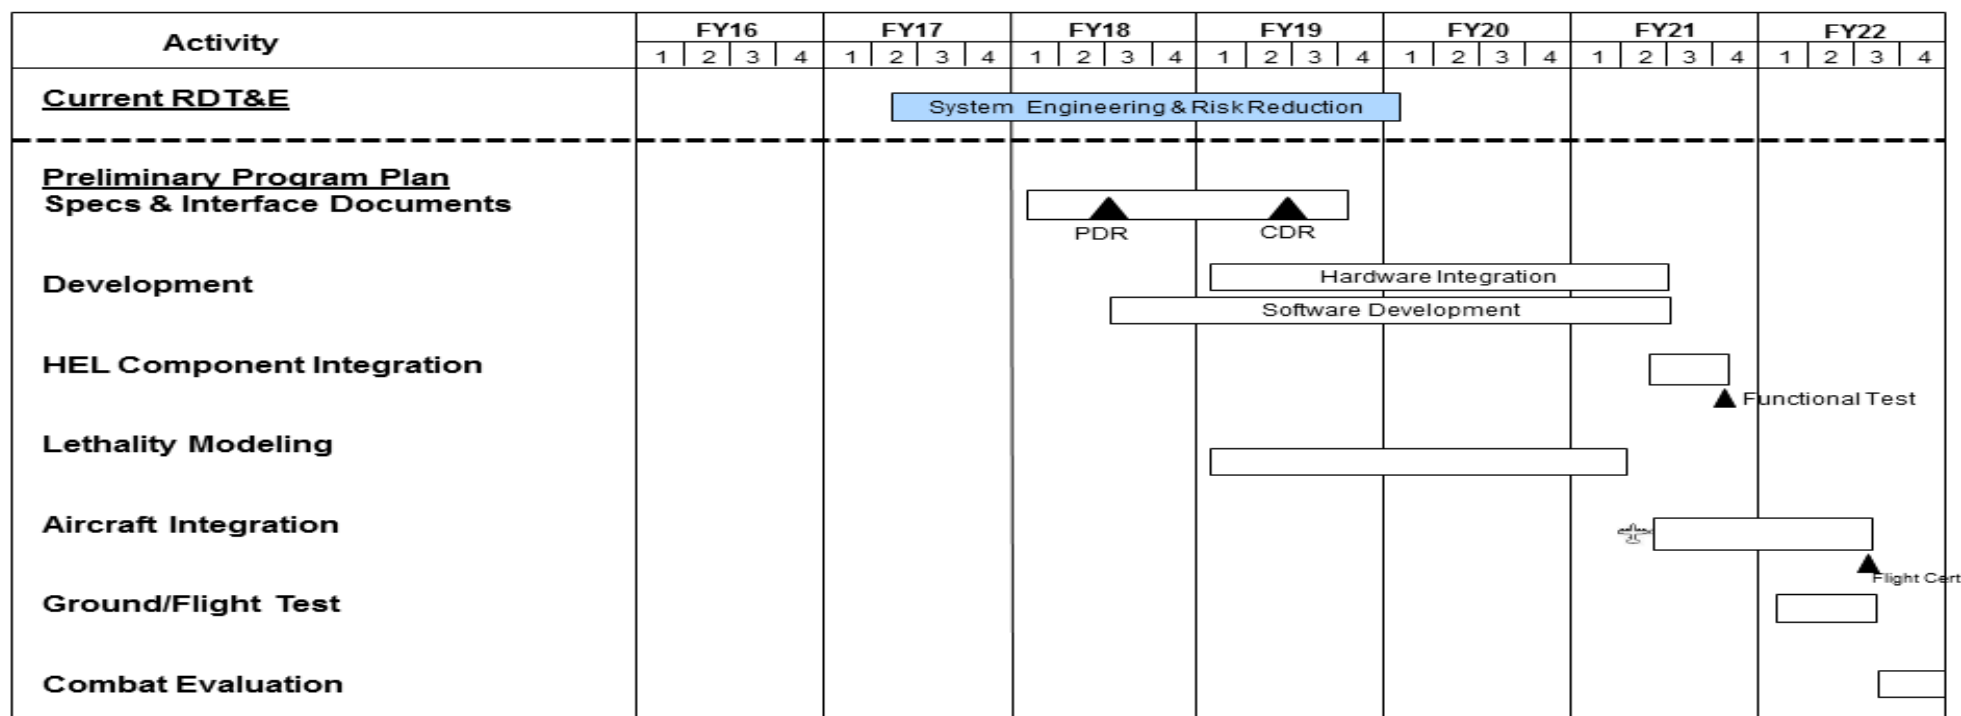 Activity FY16 FY17 FY18 FY19 FY20 FY21 FY22
1 2 3 4 1 2 3 4 1 2 3 4 1 2 3 4 1 2 3 4 1 2 3 4 1 2 3 4
Current RDT&E
System Engineering & Risk Reduction
Preliminary Program Plan
Specs & Interface Documents
PDR CDR
Development
Hardware Integration
Software Development
HEL Component Integration
Functional Test
Lethality Modeling
Aircraft Integration
Flight Cert
Ground/Flight Test
Combat Evaluation